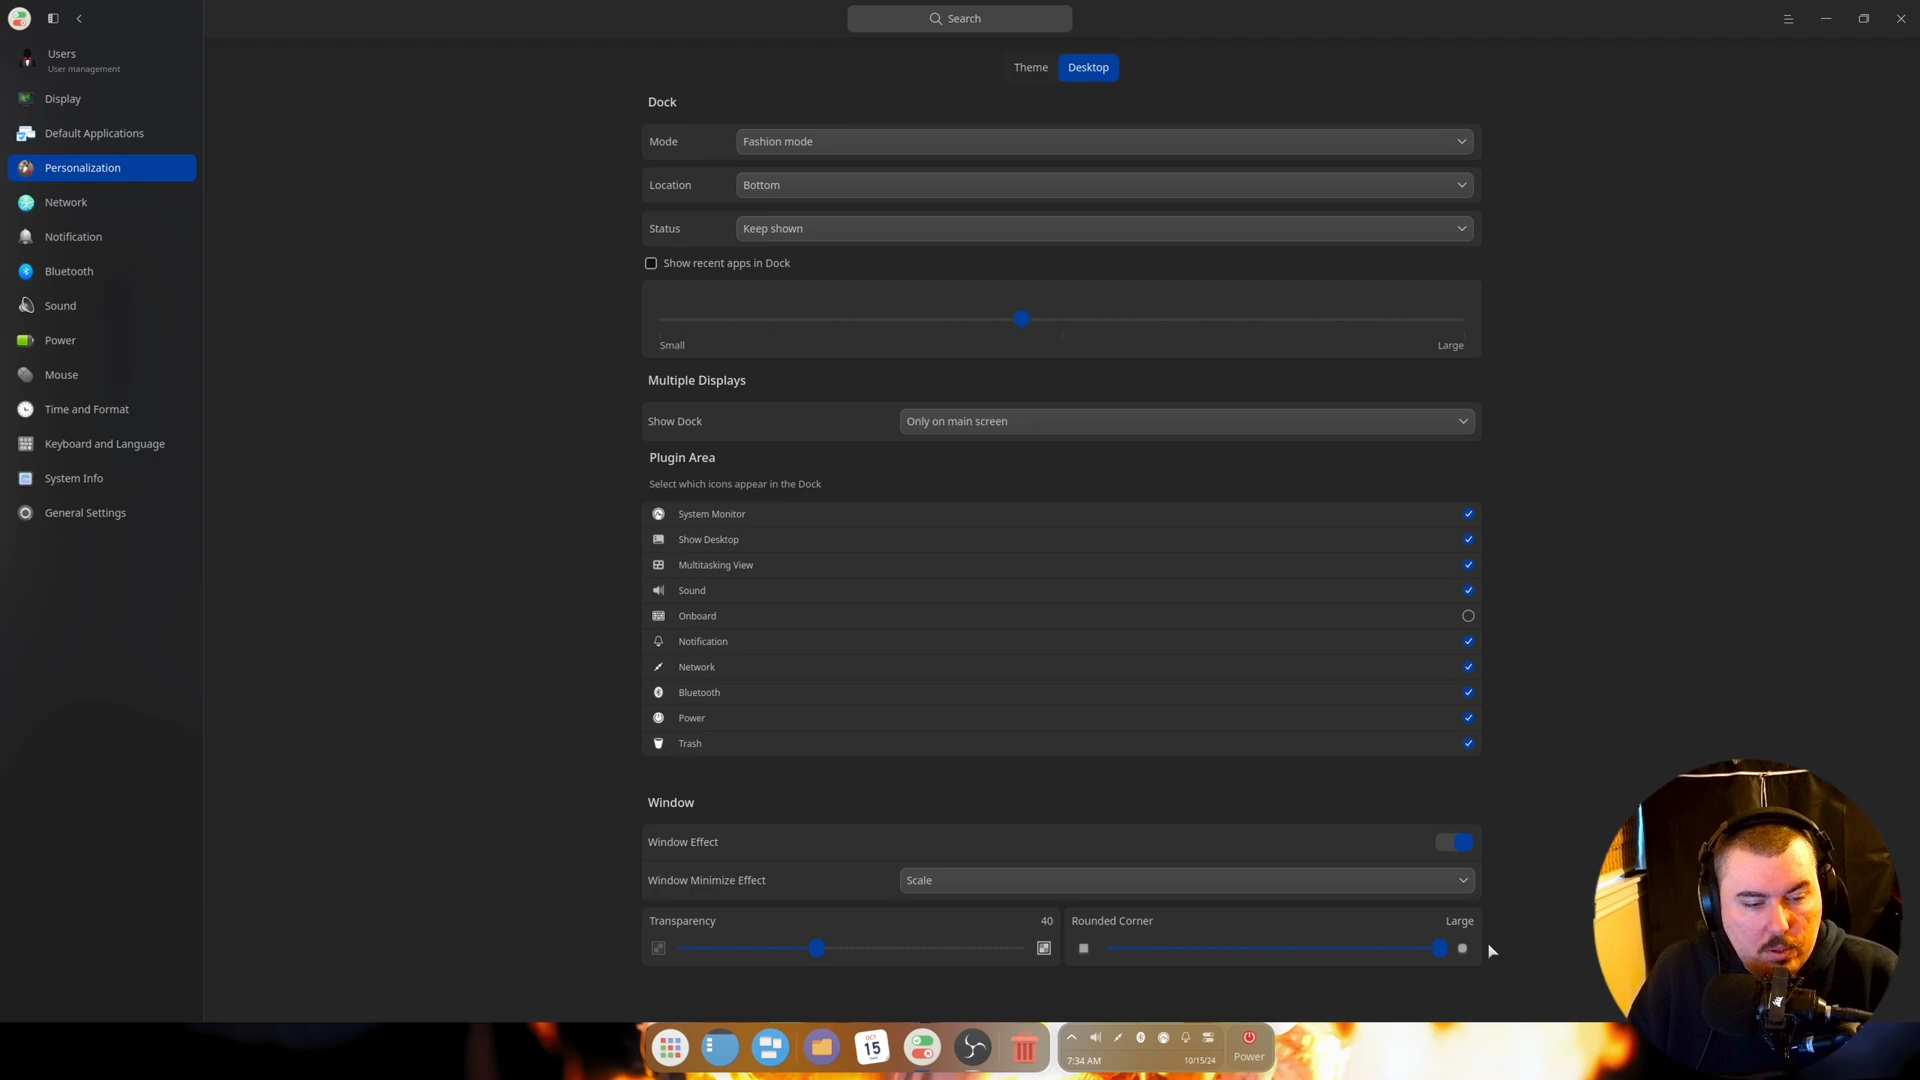 Search
Users
User management
Display
Default Applications
Personalization
Network
Notification
Bluetooth
Sound
Power
Mouse
Time and Format
Keyboard and Language
System Info
General Settings
Theme
Desktop
Dock
Mode
Fashion mode
Location
Bottom
Status
Keep shown
Show recent apps in Dock
Small
Large
Multiple Displays
Show Dock
Only on main screen
Plugin Area
Select which icons appear in the Dock
System Monitor
Show Desktop
Multitasking View
Sound
Onboard
Notification
Network
Bluetooth
Power
Trash
Window
Window Effect
Window Minimize Effect
Scale
Transparency
40
Rounded Corner
Large
OCT
15
7:34 AM
10/15/24
Power